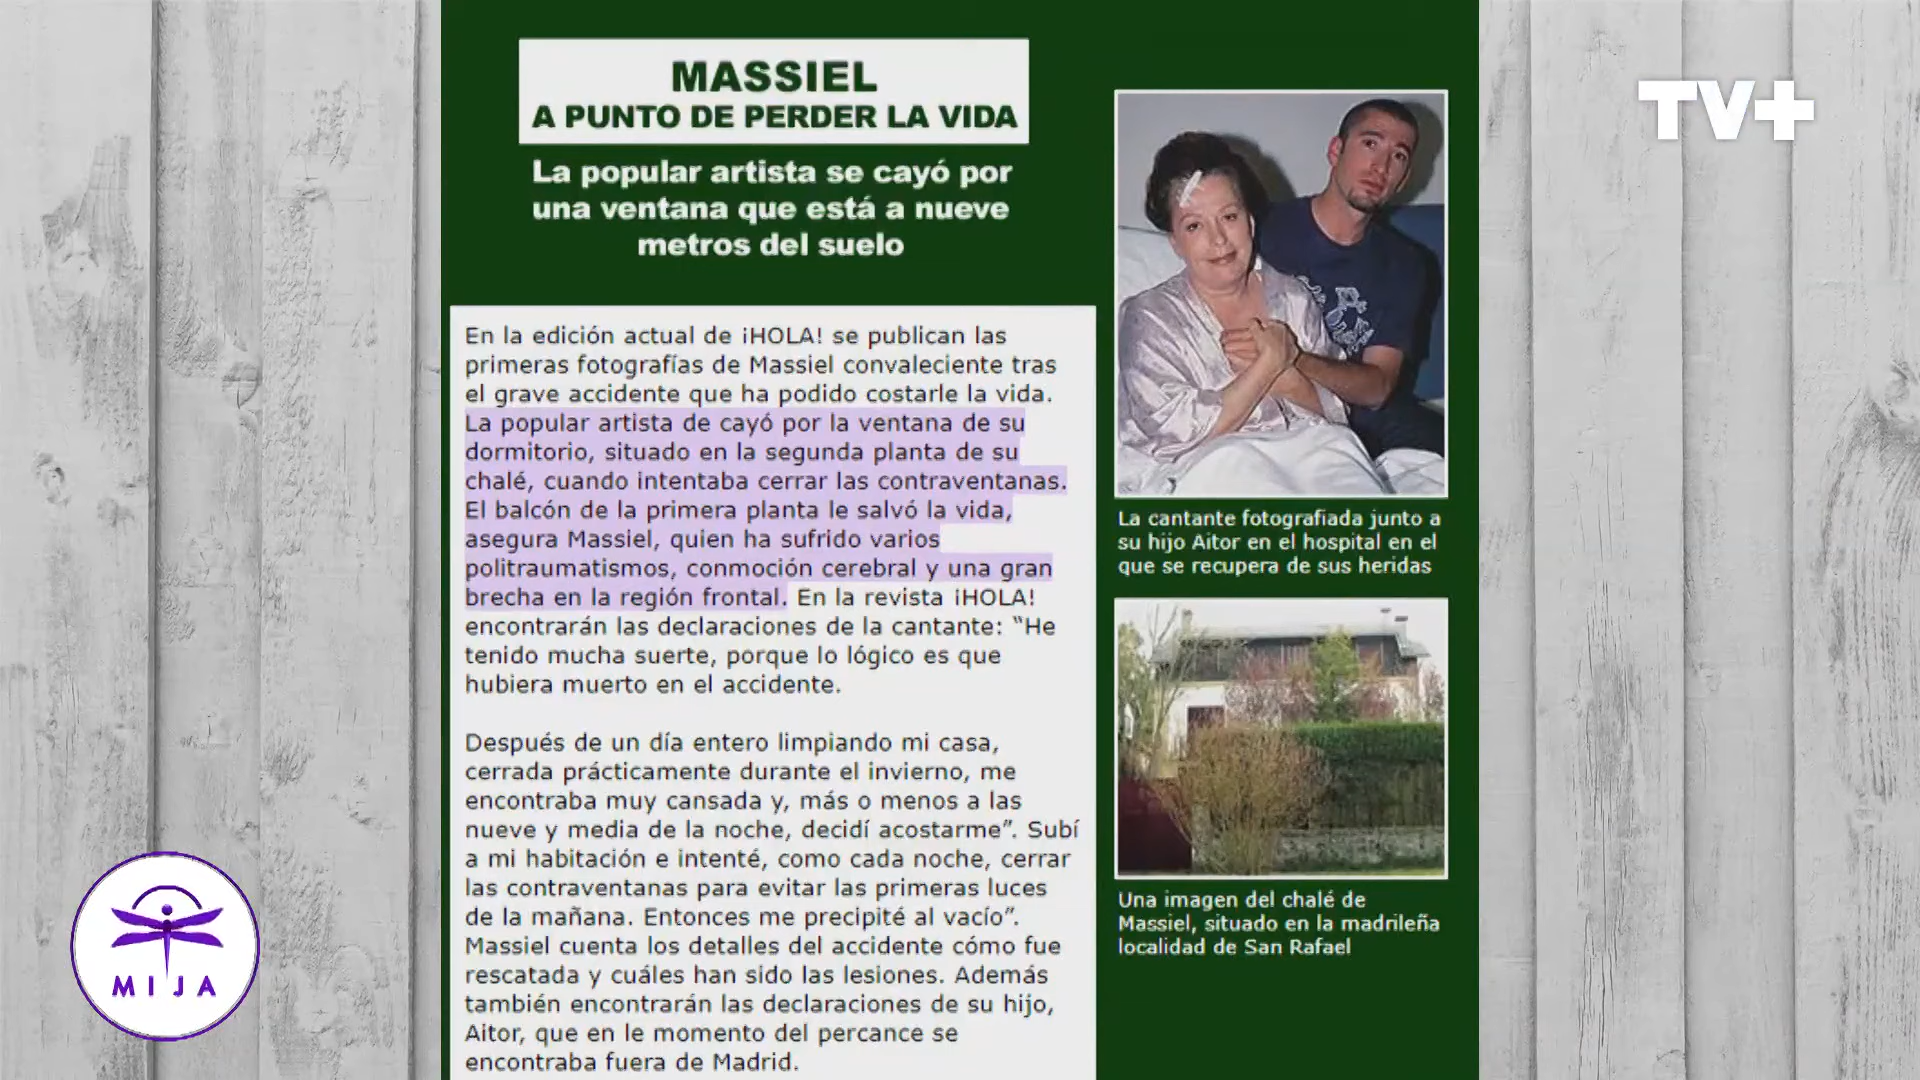 MASSIEL
A PUNTO DE PERDER LA VIDA
La popular artista se cayó por
una ventana que está a nueve
metros del suelo
En la edición actual de ¡HOLA! se publican las
primeras fotografías de Massiel convaleciente tras
el grave accidente que ha podido costarle la vida.
La popular artista de cayó por la ventana de su
dormitorio, situado en la segunda planta de su
chalé, cuando intentaba cerrar las contraventanas.
El balcón de la primera planta le salvó la vida,
asegura Massiel, quien ha sufrido varios
politraumatismos, conmoción cerebral y una gran
brecha en la región frontal. En la revista ¡HOLA!
encontrarán las declaraciones de la cantante: “He
tenido mucha suerte, porque lo lógico es que
hubiera muerto en el accidente.
Después de un día entero limpiando mi casa,
cerrada prácticamente durante el invierno, me
encontraba muy cansada y, más o menos a las
nueve y media de la noche, decidí acostarme”. Subí
a mi habitación e intenté, como cada noche, cerrar
las contraventanas para evitar las primeras luces
de la mañana. Entonces me precipité al vacío”.
Massiel cuenta los detalles del accidente cómo fue
rescatada y cuáles han sido las lesiones. Además
también encontrarán las declaraciones de su hijo,
Aitor, que en le momento del percance se
encontraba fuera de Madrid.
La cantante fotografiada junto a
su hijo Aitor en el hospital en el
que se recupera de sus heridas
Una imagen del chalé de
Massiel, situado en la madrileña
localidad de San Rafael
TV+
MIJA